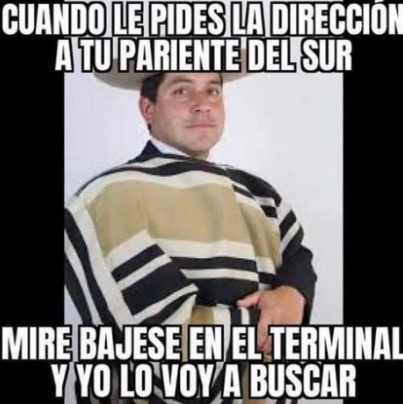 CUANDO LE PIDES LA DIRECCIÓN
A TU PARIENTE DEL SUR
MIRE BAJESE EN EL TERMINAL
Y YO LO VOY A BUSCAR